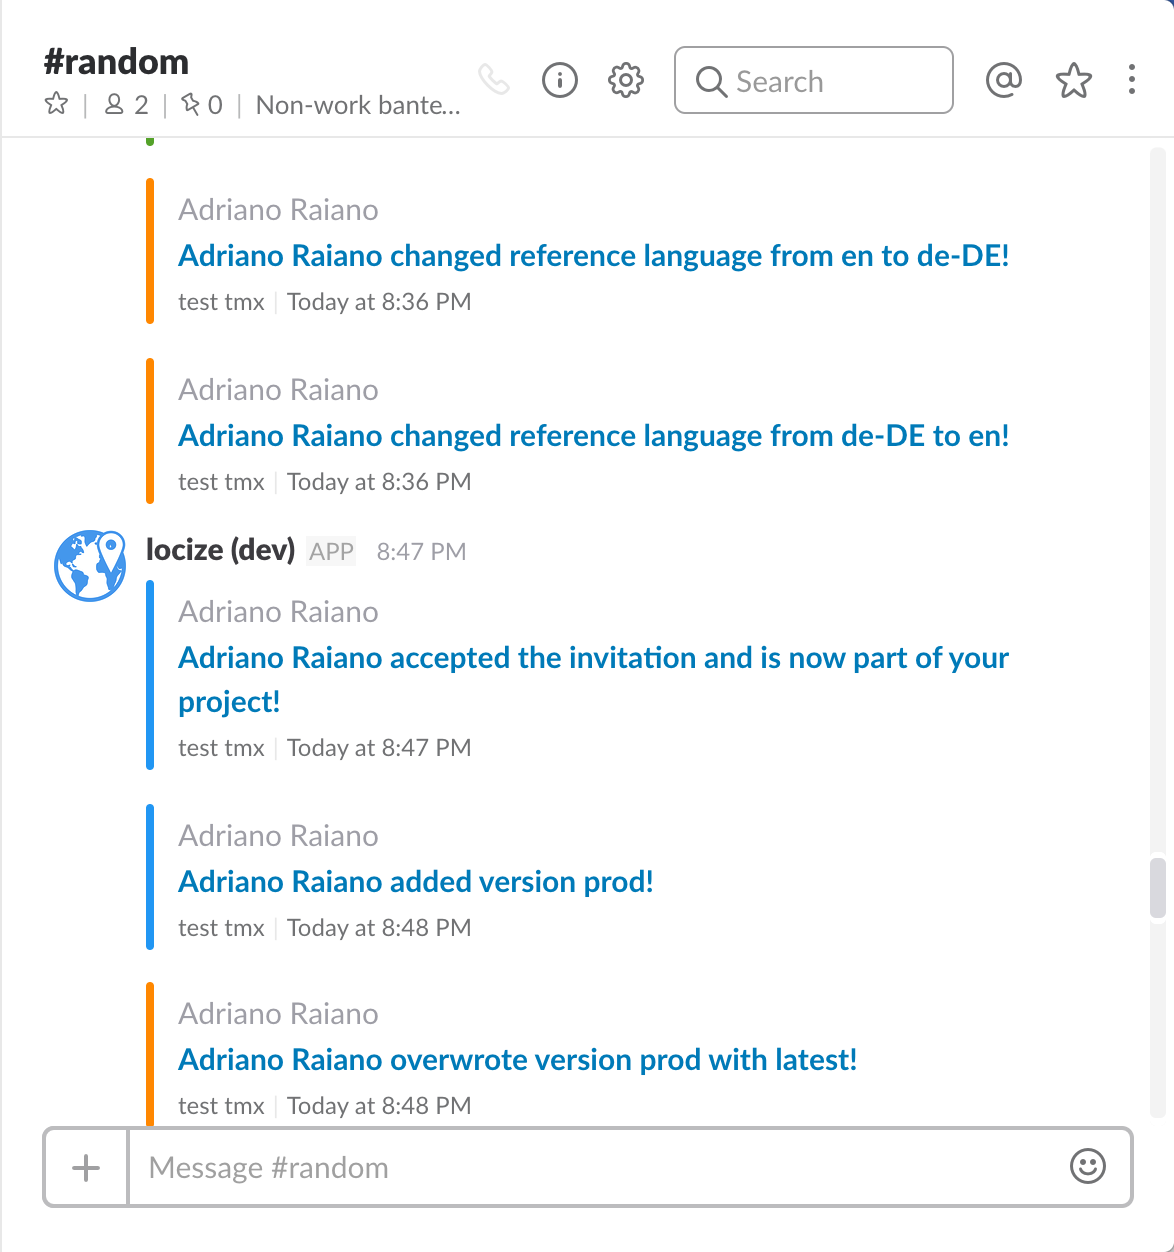 #random
2 | 0 | Non-work bante...
Search
Adriano Raiano
Adriano Raiano changed reference language from en to de-DE!
test tmx | Today at 8:36 PM
Adriano Raiano
Adriano Raiano changed reference language from de-DE to en!
test tmx | Today at 8:36 PM
locize (dev) APP 8:47 PM
Adriano Raiano
Adriano Raiano accepted the invitation and is now part of your
project!
test tmx | Today at 8:47 PM
Adriano Raiano
Adriano Raiano added version prod!
test tmx | Today at 8:48 PM
Adriano Raiano
Adriano Raiano overwrote version prod with latest!
test tmx | Today at 8:48 PM
Message #random